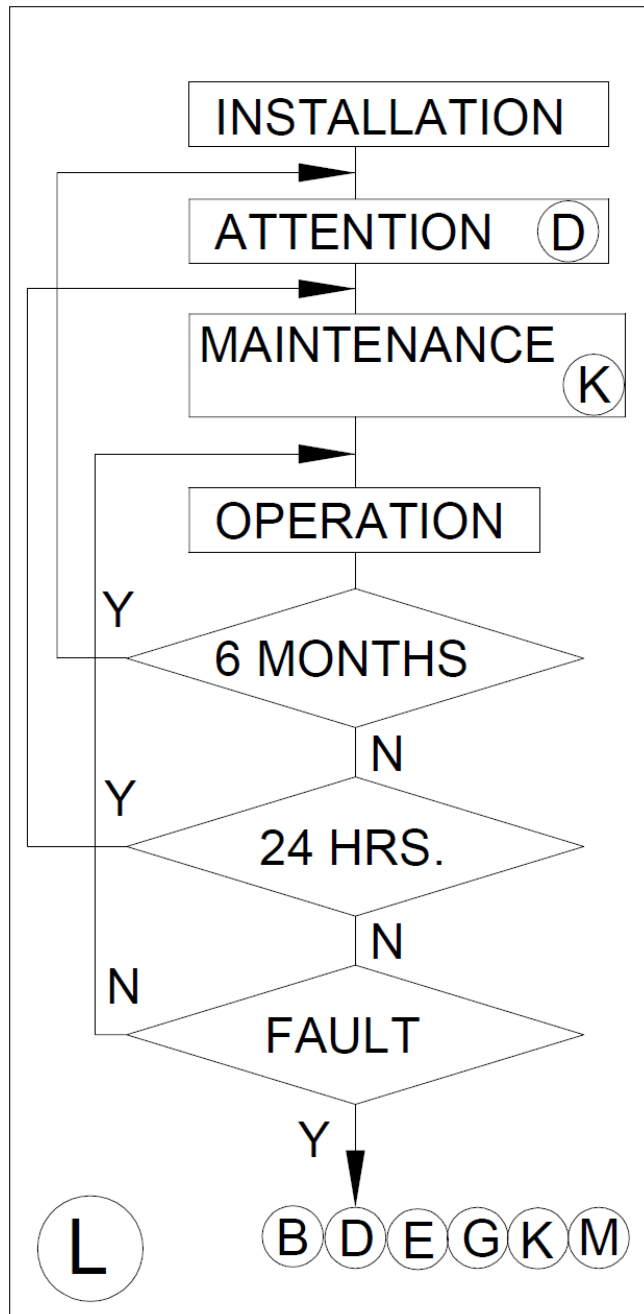 INSTALLATION
ATTENTION D
MAINTENANCE
K
OPERATION
Y
6 MONTHS
N
Y
24 HRS.
N
N
FAULT
Y
L
B D E G K M